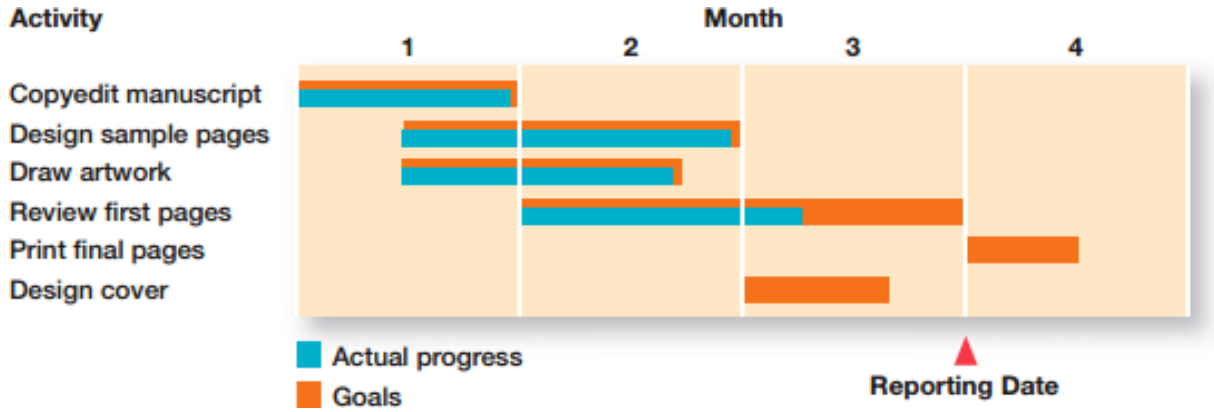 Activity
Month
1 2 3 4
Copyedit manuscript
Design sample pages
Draw artwork
Review first pages
Print final pages
Design cover
Actual progress
Goals
Reporting Date